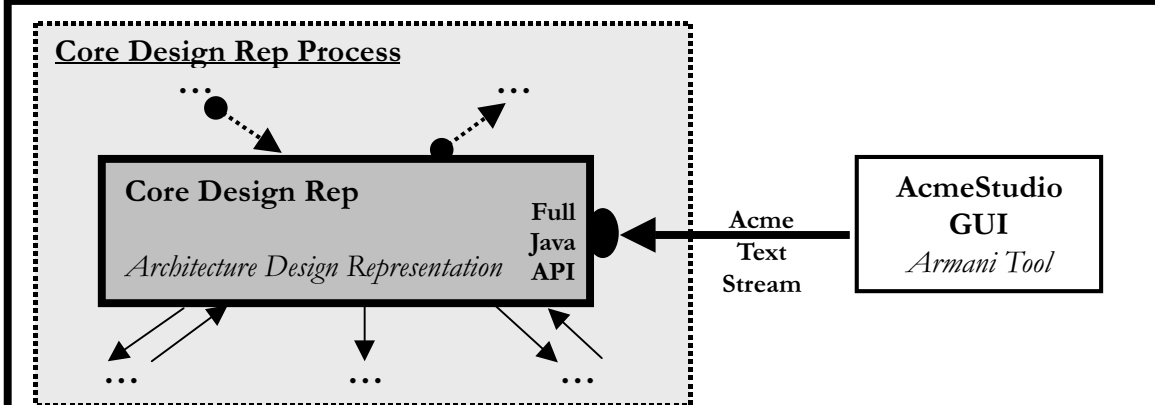 Core Design Rep Process
... ...
Core Design Rep
Architecture Design Representation
Full
Java
API
Acme
Text
Stream
AcmeStudio
GUI
Armani Tool
... ... ...